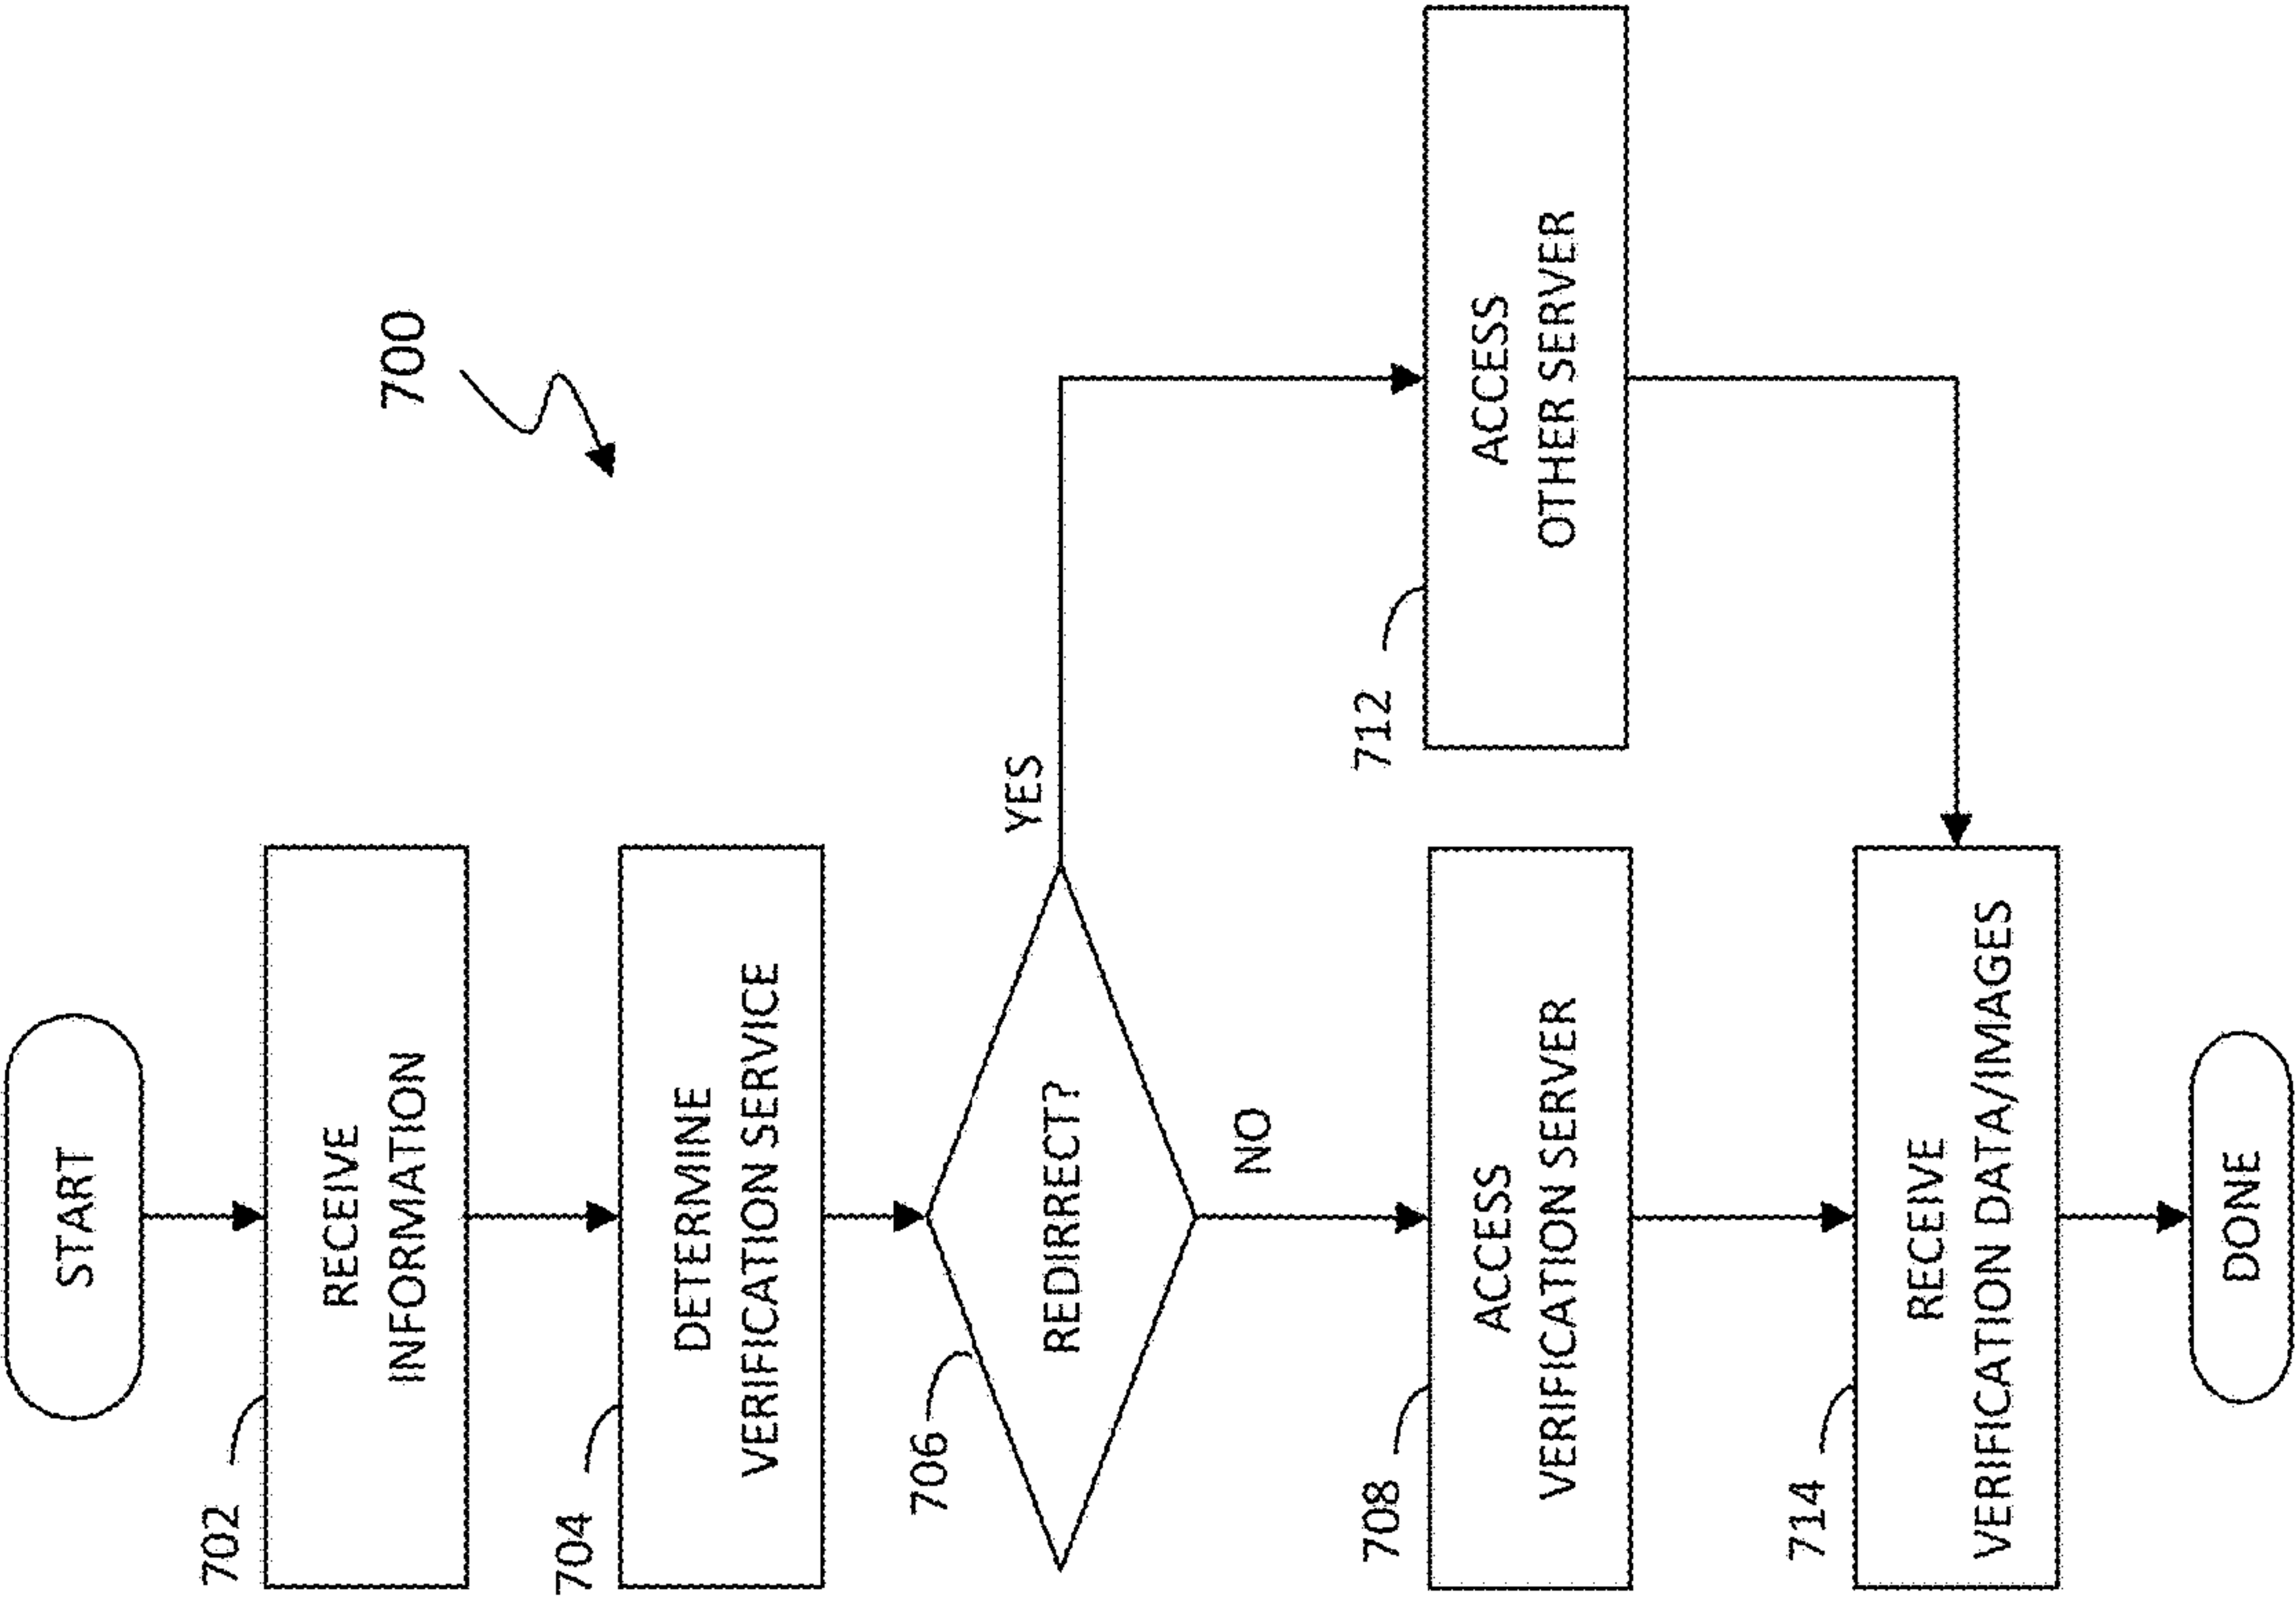 700
START
702
RECEIVE
INFORMATION
704
DETERMINE
VERIFICATION SERVICE
706
REDIRRECT?
YES
NO
708
ACCESS
VERIFICATION SERVER
712
ACCESS
OTHER SERVER
714
RECEIVE
VERIFICATION DATA/IMAGES
DONE